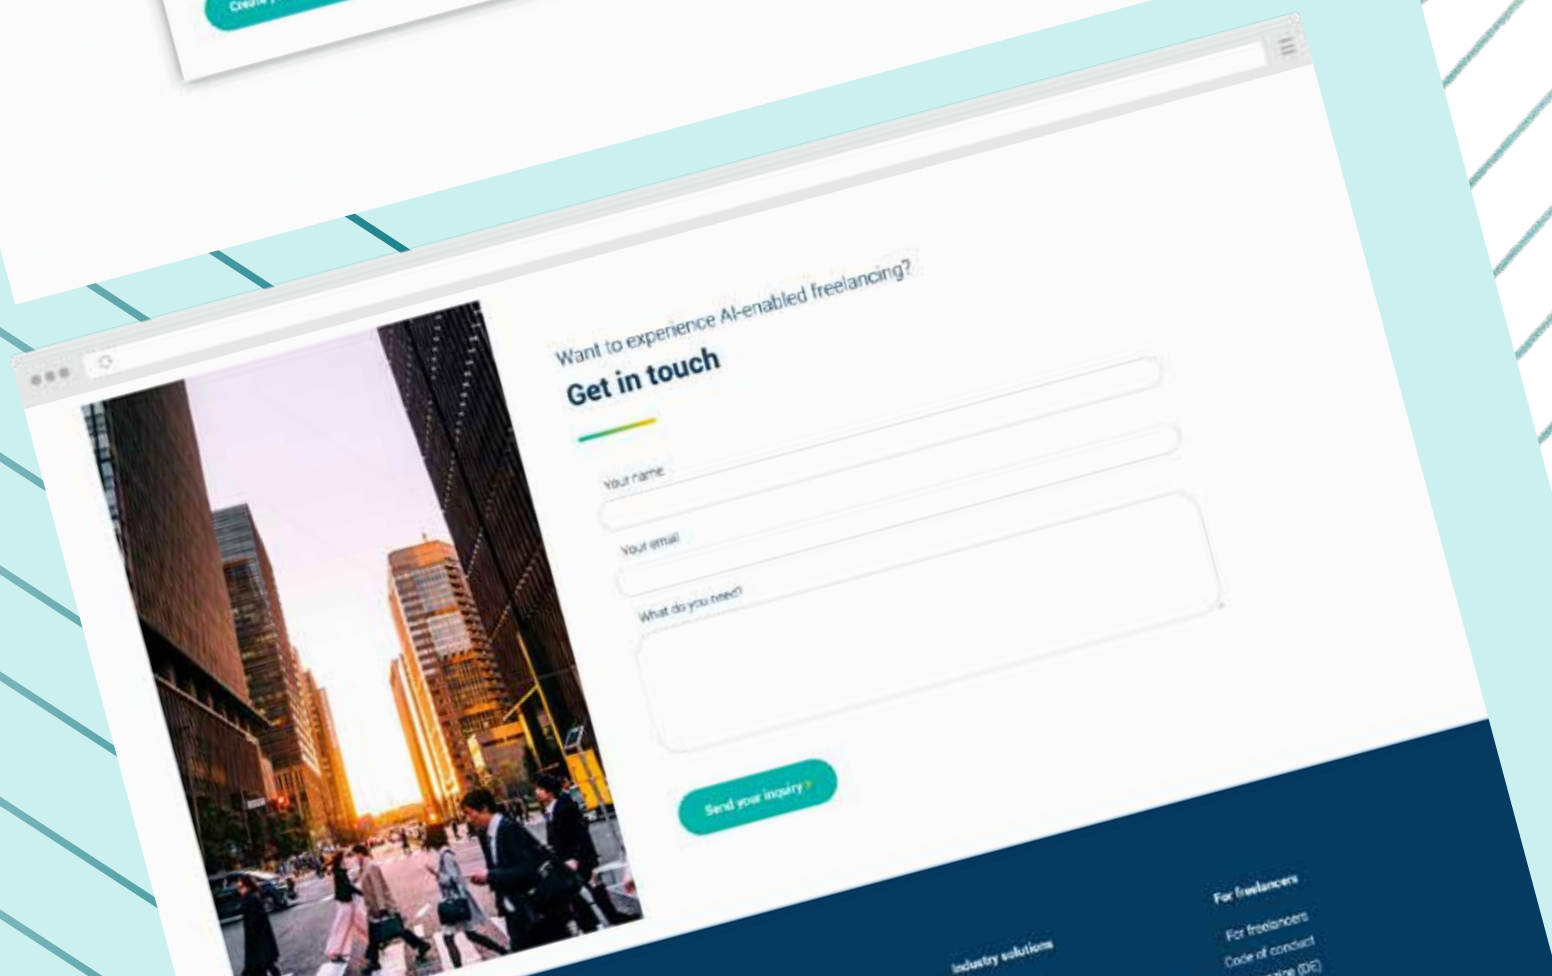 Want to experience AI-enabled freelancing?
Get in touch
Your name
Your email
What do you need?
Send your inquiry ›
Industry solutions
For freelancers
For freelancers
Code of conduct
(DE)